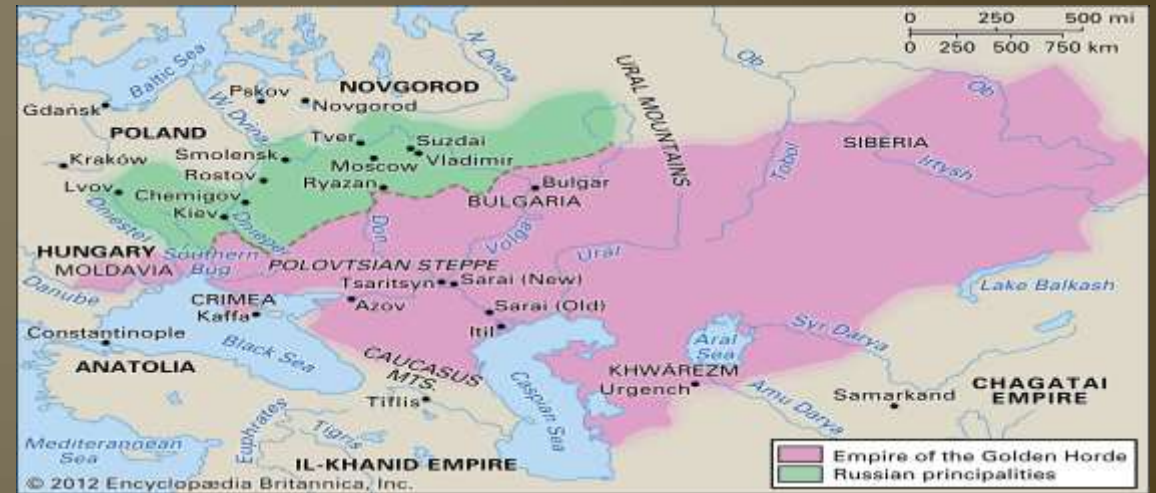 0 250 500 mi
0 250 500 750 km
Baltic Sea
N. Dvina
Ob
URAL MOUNTAINS
Pskov
NOVGOROD
Novgorod
Gdańsk
W. Dvina
Ob
POLAND
Tver
Suzdai
SIBERIA
Smolensk
Moscow
Vladimir
Tobol
Irtysh
Kraków
Rostov
Ryazan
Bulgar
Lvov
Chemigov
BULGARIA
Kiev
Dniester
Dnieper
Don
Volga
Ural
HUNGARY
Southern Bug
MOLDAVIA
POLOVTSIAN STEPPE
Tsaritsyn
Sarai (New)
Lake Balkash
Danube
CRIMEA
Azov
Sarai (Old)
Kaffa
Itil
Syr Darya
Constantinople
Black Sea
Aral Sea
ANATOLIA
CAUCASUS MTS.
KHWĀREZM
CHAGATAI EMPIRE
Urgench
Samarkand
Tiflis
Caspian Sea
Amu Darya
Euphrates
Tigris
Mediterannean Sea
IL-KHANID EMPIRE
Empire of the Golden Horde
Russian principalities
© 2012 Encyclopædia Britannica, Inc.